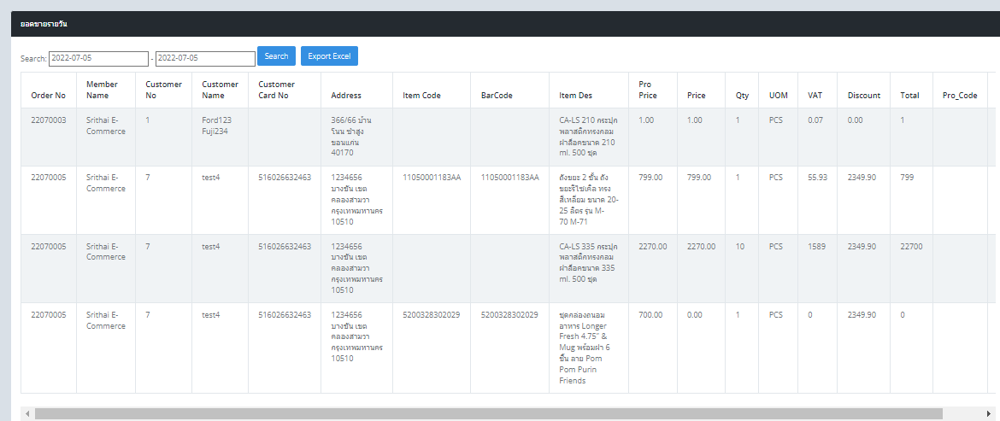 ยอดขายรายวัน
Search: 2022-07-05 - 2022-07-05 Search Export Excel
Order No Member Name Customer No Customer Name Customer Card No Address Item Code BarCode Item Des Pro Price Price Qty UOM VAT Discount Total Pro_Code
22070003 Srithai E-Commerce 1 Ford123 Fuji234 366/66 บ้าน โนน ชำสูง ขอนแก่น 40170 CA-LS 210 กระปุก พลาสติกทรงกลม ฝาล็อคขนาด 210 ml. 500 ชุด 1.00 1.00 1 PCS 0.07 0.00 1
22070005 Srithai E-Commerce 7 test4 516026632463 1234656 บางชัน เขต คลองสามวา กรุงเทพมหานคร 10510 11050001183AA 11050001183AA ถังขยะ 2 ชั้น ถัง ขยะรีไซเคิล ทรง สี่เหลี่ยม ขนาด 20-25 ลิตร รุ่น M-70 M-71 799.00 799.00 1 PCS 55.93 2349.90 799
22070005 Srithai E-Commerce 7 test4 516026632463 1234656 บางชัน เขต คลองสามวา กรุงเทพมหานคร 10510 CA-LS 335 กระปุก พลาสติกทรงกลม ฝาล็อคขนาด 335 ml. 500 ชุด 2270.00 2270.00 10 PCS 1589 2349.90 22700
22070005 Srithai E-Commerce 7 test4 516026632463 1234656 บางชัน เขต คลองสามวา กรุงเทพมหานคร 10510 5200328302029 5200328302029 ชุดกล่องถนอม อาหาร Longer Fresh 4.75" & Mug พร้อมฝา 6 ชิ้น ลาย Pom Pom Purin Friends 700.00 0.00 1 PCS 0 2349.90 0